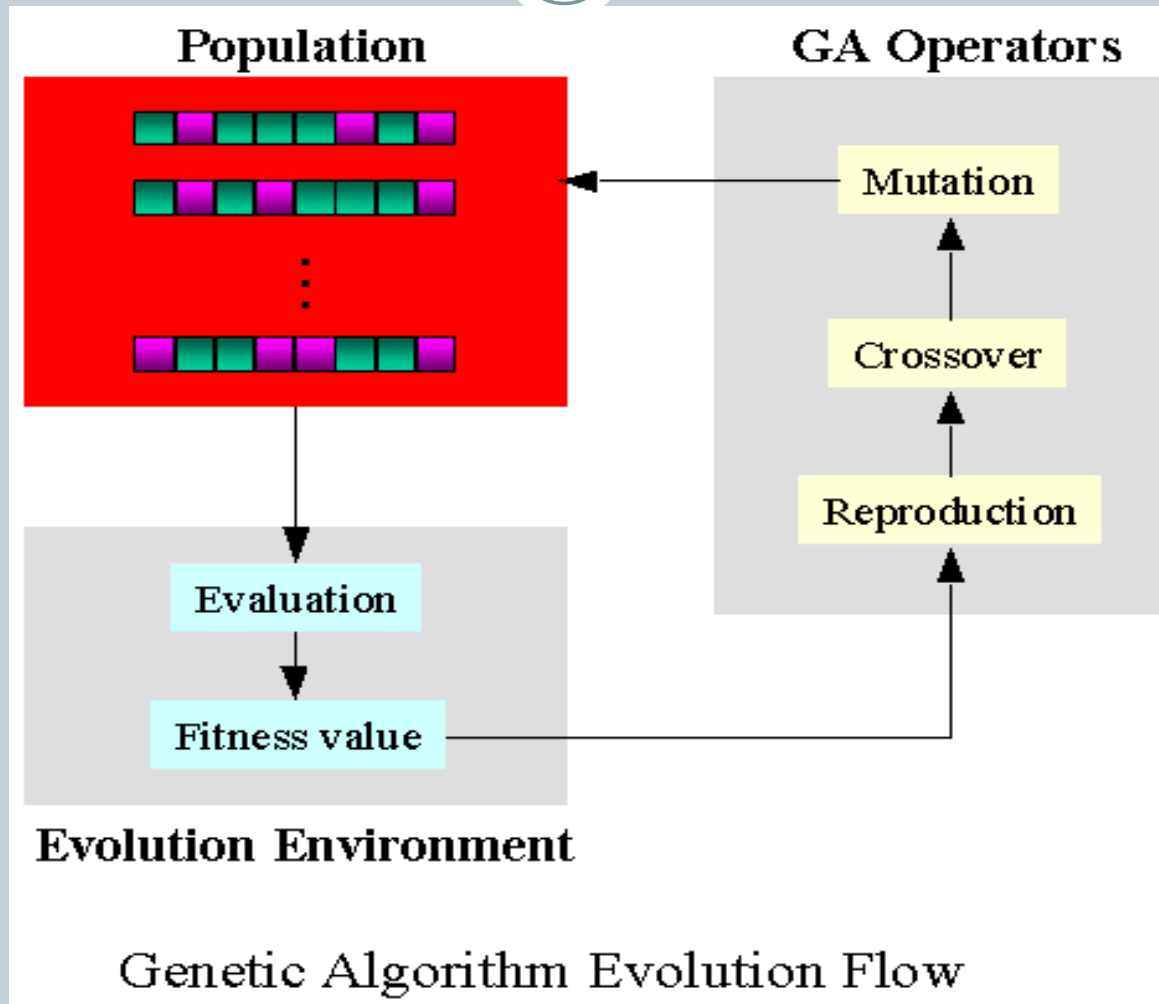 Population
GA Operators
Mutation
Crossover
Reproduction
Evaluation
Fitness value
Evolution Environment
Genetic Algorithm Evolution Flow